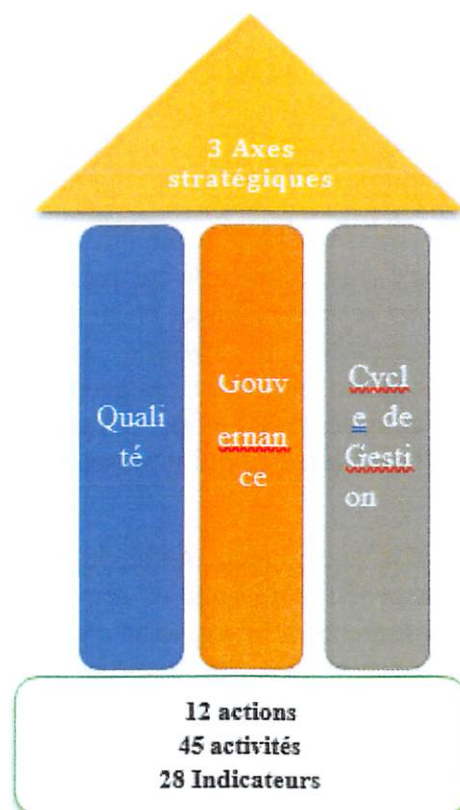 3 Axes
stratégiques
Quali
té
Gouv
ernan
ce
Cycl
e de
Gesti
on
12 actions
45 activités
28 Indicateurs